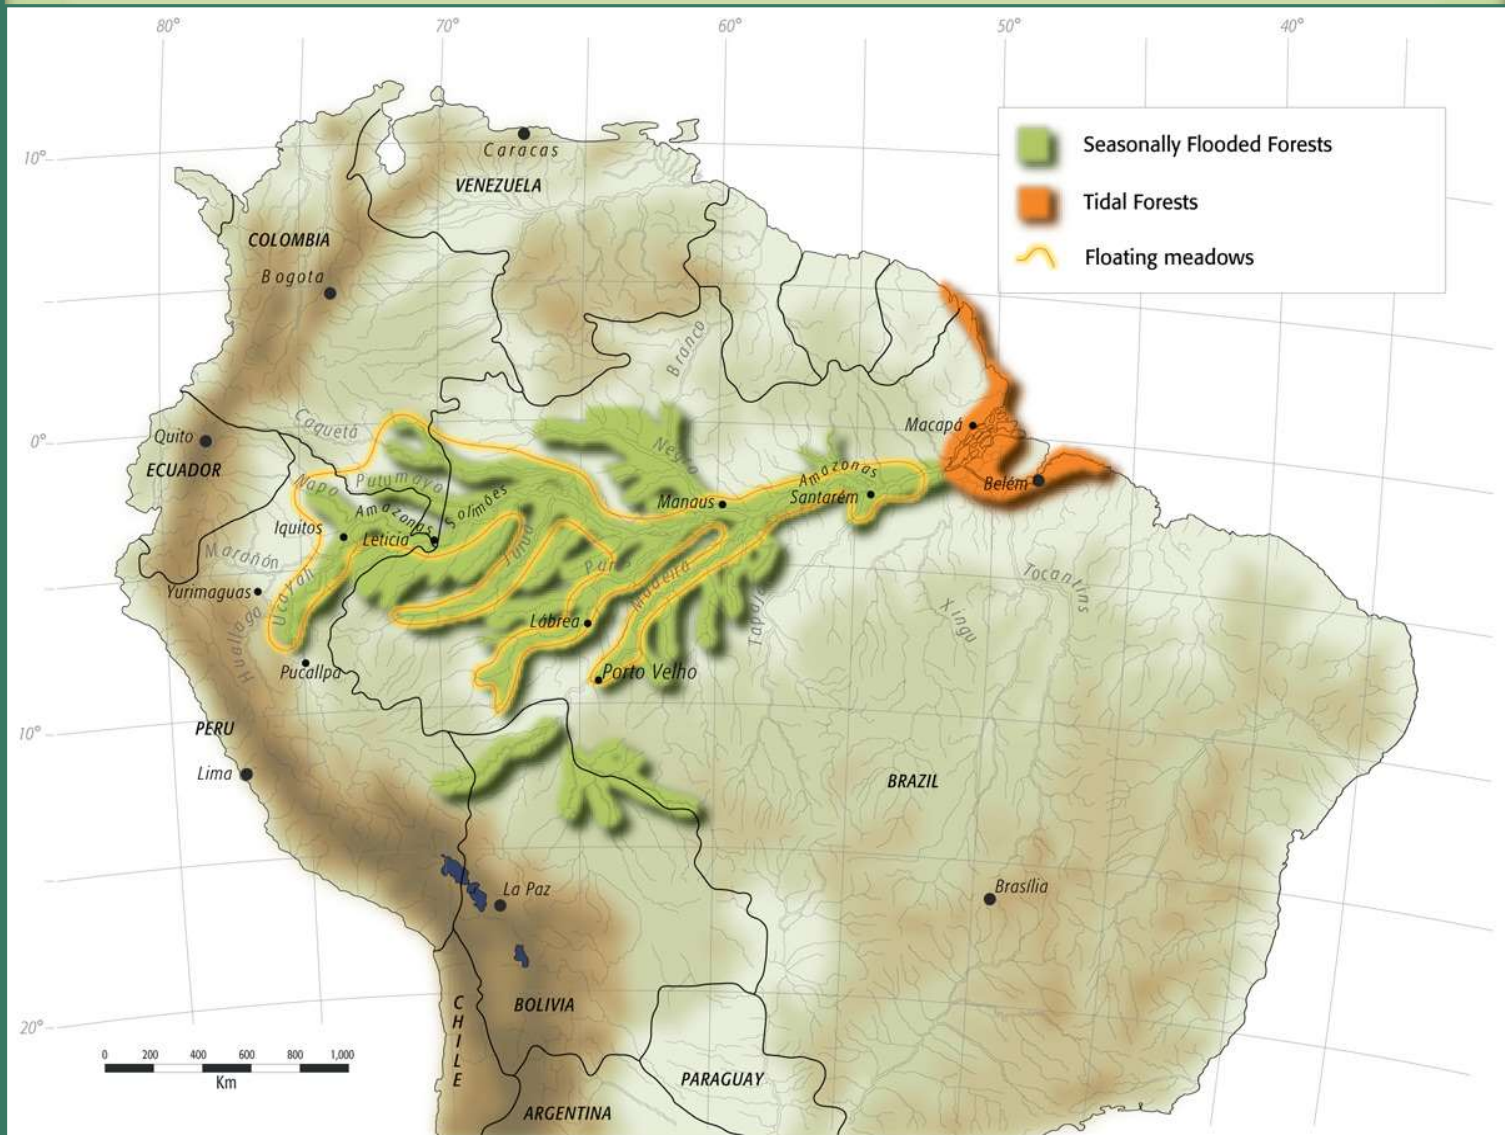 80°
70°
60°
50°
40°
10°
0°
10°
20°
Seasonally Flooded Forests
Tidal Forests
Floating meadows
Caracas
VENEZUELA
COLOMBIA
Bogota
Branco
Caquetá
Quito
ECUADOR
Macapá
Negro
Napo
Putumayo
Amazonas
Solimões
Amazonas
Manaus
Santarém
Belém
Iquitos
Leticia
Marañón
Juruá
Purus
Madeira
Yurimaguas
Ucayali
Huallaga
Lábrea
Tapajós
Xingu
Tocantins
Pucallpa
Porto Velho
PERU
Lima
BRAZIL
La Paz
Brasília
BOLIVIA
CHILE
PARAGUAY
ARGENTINA
0 200 400 600 800 1,000
Km